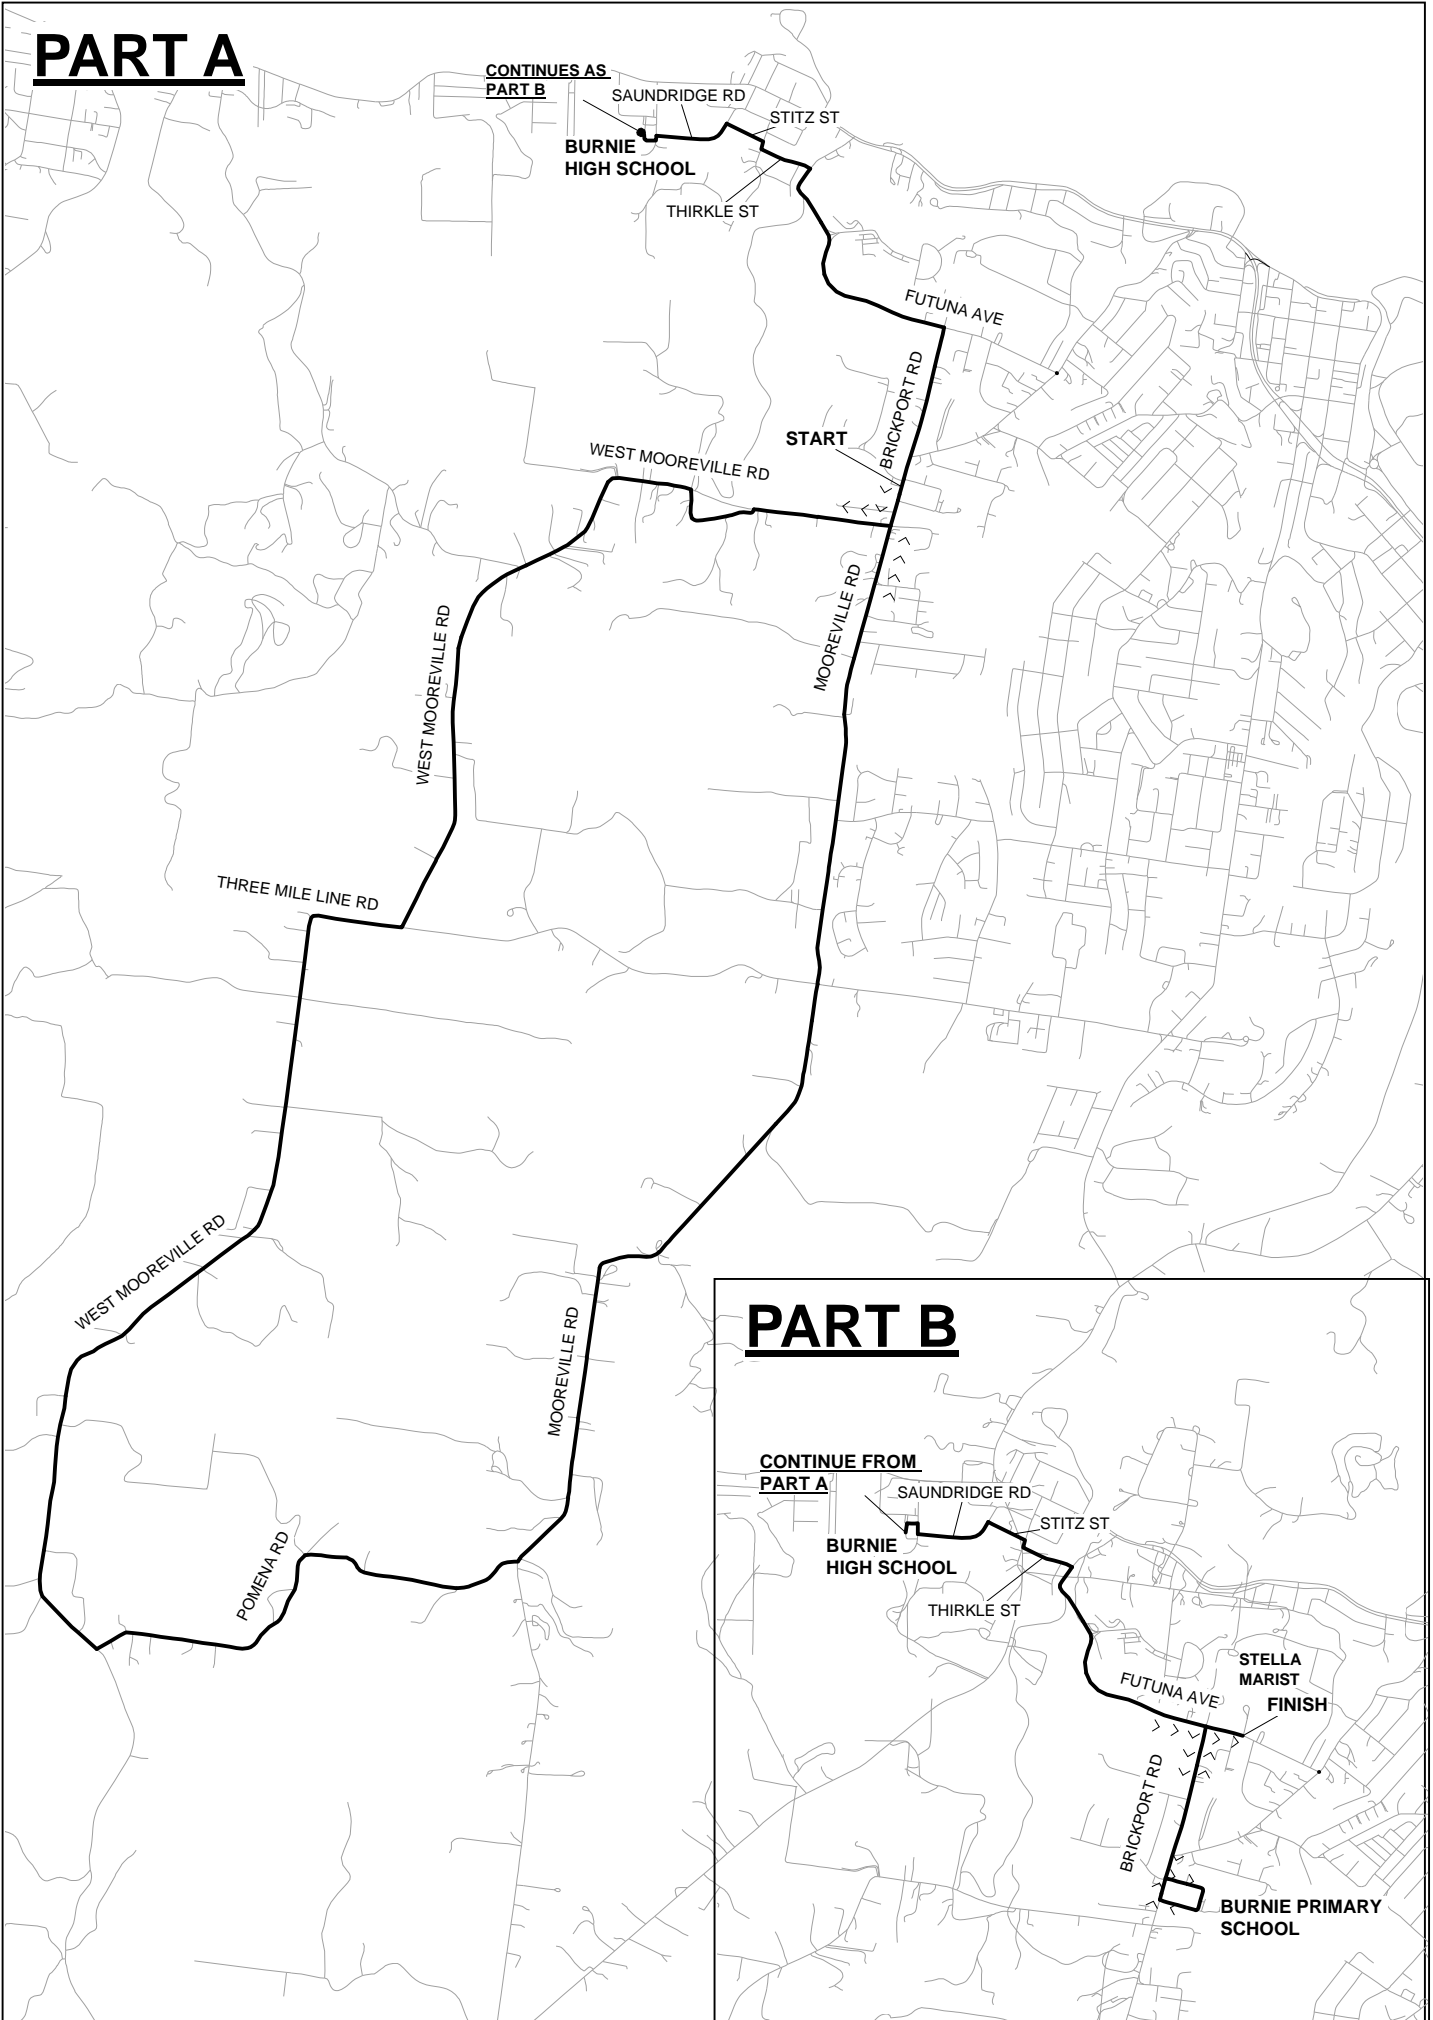 PART A
CONTINUES AS
PART B
SAUNDRIDGE RD
STITZ ST
BURNIE
HIGH SCHOOL
THIRKLE ST
FUTUNA AVE
BRICKPORT RD
START
WEST MOOREVILLE RD
MOOREVILLE RD
WEST MOOREVILLE RD
THREE MILE LINE RD
WEST MOOREVILLE RD
MOOREVILLE RD
POMENA RD
PART B
CONTINUE FROM
PART A
SAUNDRIDGE RD
STITZ ST
BURNIE
HIGH SCHOOL
THIRKLE ST
STELLA
MARIST
FUTUNA AVE
FINISH
BRICKPORT RD
BURNIE PRIMARY
SCHOOL